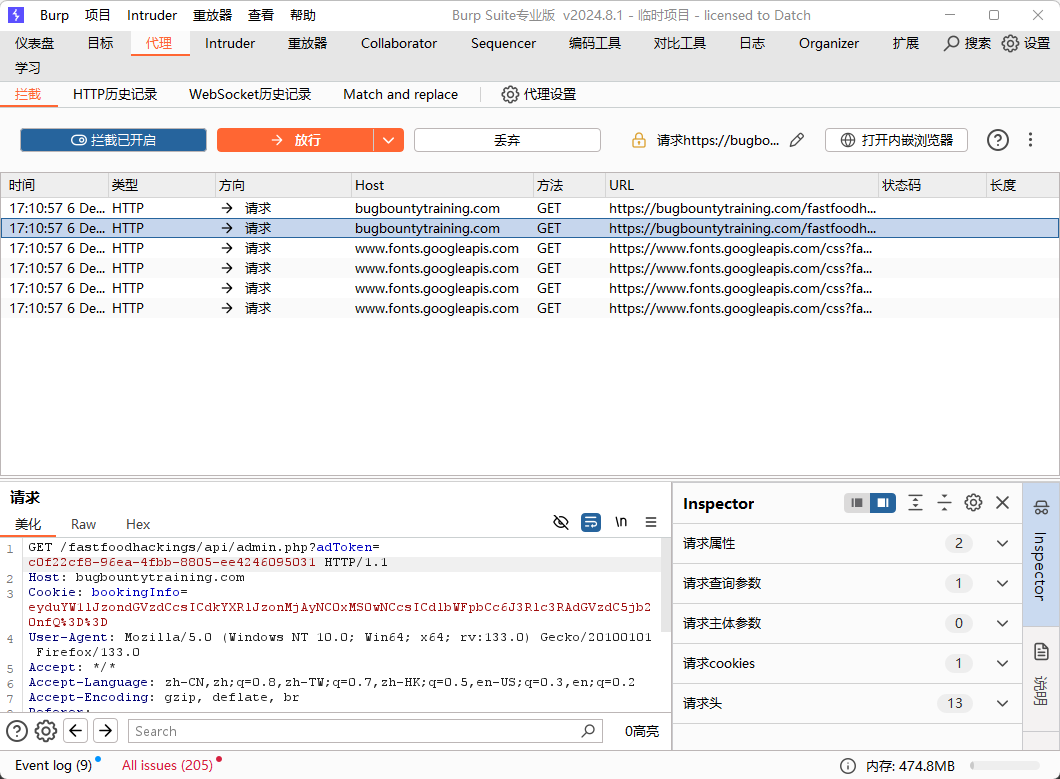 Burp 项目 Intruder 重放器 查看 帮助 Burp Suite专业版 v2024.8.1 - 临时项目 - licensed to Datch
仪表盘 目标 代理 Intruder 重放器 Collaborator Sequencer 编码工具 对比工具 日志 Organizer 扩展 搜索 设置
学习
拦截 HTTP历史记录 WebSocket历史记录 Match and replace 代理设置
拦截已开启 放行 丢弃 请求https://bugbo... 打开内嵌浏览器
时间 类型 方向 Host 方法 URL 状态码 长度
17:10:57 6 De... HTTP → 请求 bugbountytraining.com GET https://bugbountytraining.com/fastfoodh...
17:10:57 6 De... HTTP → 请求 bugbountytraining.com GET https://bugbountytraining.com/fastfoodh...
17:10:57 6 De... HTTP → 请求 www.fonts.googleapis.com GET https://www.fonts.googleapis.com/css?fa...
17:10:57 6 De... HTTP → 请求 www.fonts.googleapis.com GET https://www.fonts.googleapis.com/css?fa...
17:10:57 6 De... HTTP → 请求 www.fonts.googleapis.com GET https://www.fonts.googleapis.com/css?fa...
17:10:57 6 De... HTTP → 请求 www.fonts.googleapis.com GET https://www.fonts.googleapis.com/css?fa...
请求
美化 Raw Hex \n
1 GET /fastfoodhackings/api/admin.php?adToken=
c0f22cf8-96ea-4fbb-8805-ee4246095031 HTTP/1.1
2 Host: bugbountytraining.com
3 Cookie: bookingInfo=
eyduYW1lJzondGVzdCcsICdkYXRlJzonMjAyNC0xMS0wNCcsICdlbWFpbCc6J3Rlc3RAdGVzdC5jb2
0nfQ%3D%3D
4 User-Agent: Mozilla/5.0 (Windows NT 10.0; Win64; x64; rv:133.0) Gecko/20100101
Firefox/133.0
5 Accept: */*
6 Accept-Language: zh-CN,zh;q=0.8,zh-TW;q=0.7,zh-HK;q=0.5,en-US;q=0.3,en;q=0.2
7 Accept-Encoding: gzip, deflate, br
Referer:
Search 0高亮
Inspector
请求属性 2
请求查询参数 1
请求主体参数 0
请求cookies 1
请求头 13
Inspector
说明
Event log (9) All issues (205) 内存: 474.8MB